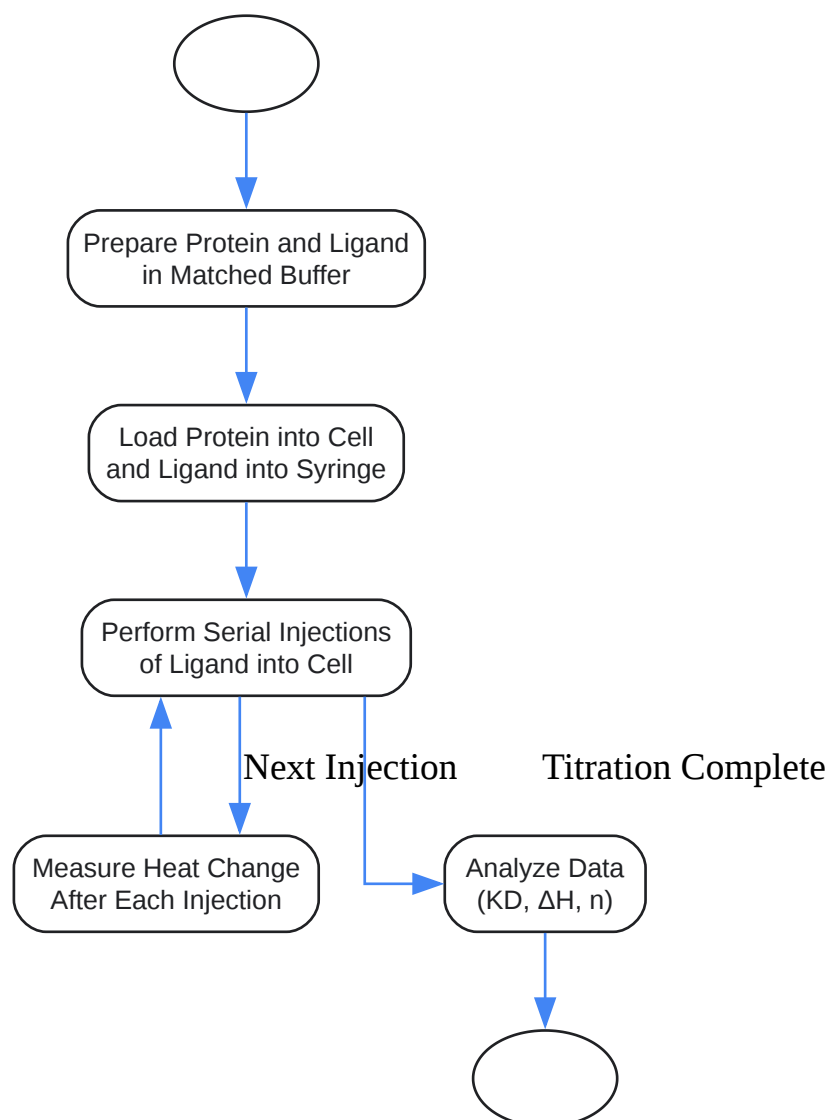 Prepare Protein and Ligand
in Matched Buffer
Load Protein into Cell
and Ligand into Syringe
Perform Serial Injections
of Ligand into Cell
Next Injection
Titration Complete
Measure Heat Change
After Each Injection
Analyze Data
(KD, ΔH, n)